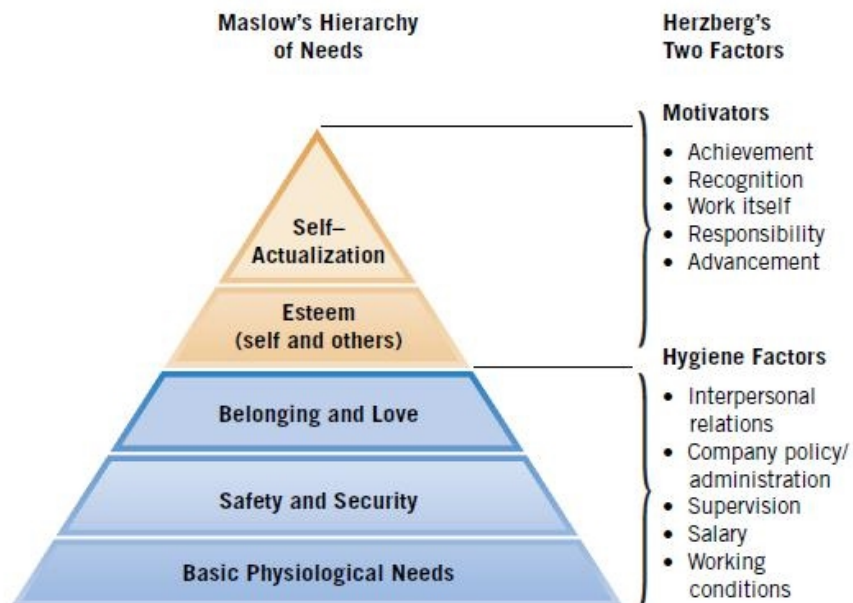 Maslow's Hierarchy
of Needs
Self–
Actualization
Esteem
(self and others)
Belonging and Love
Safety and Security
Basic Physiological Needs
Herzberg's
Two Factors
Motivators
• Achievement
• Recognition
• Work itself
• Responsibility
• Advancement
Hygiene Factors
• Interpersonal
relations
• Company policy/
administration
• Supervision
• Salary
• Working
conditions